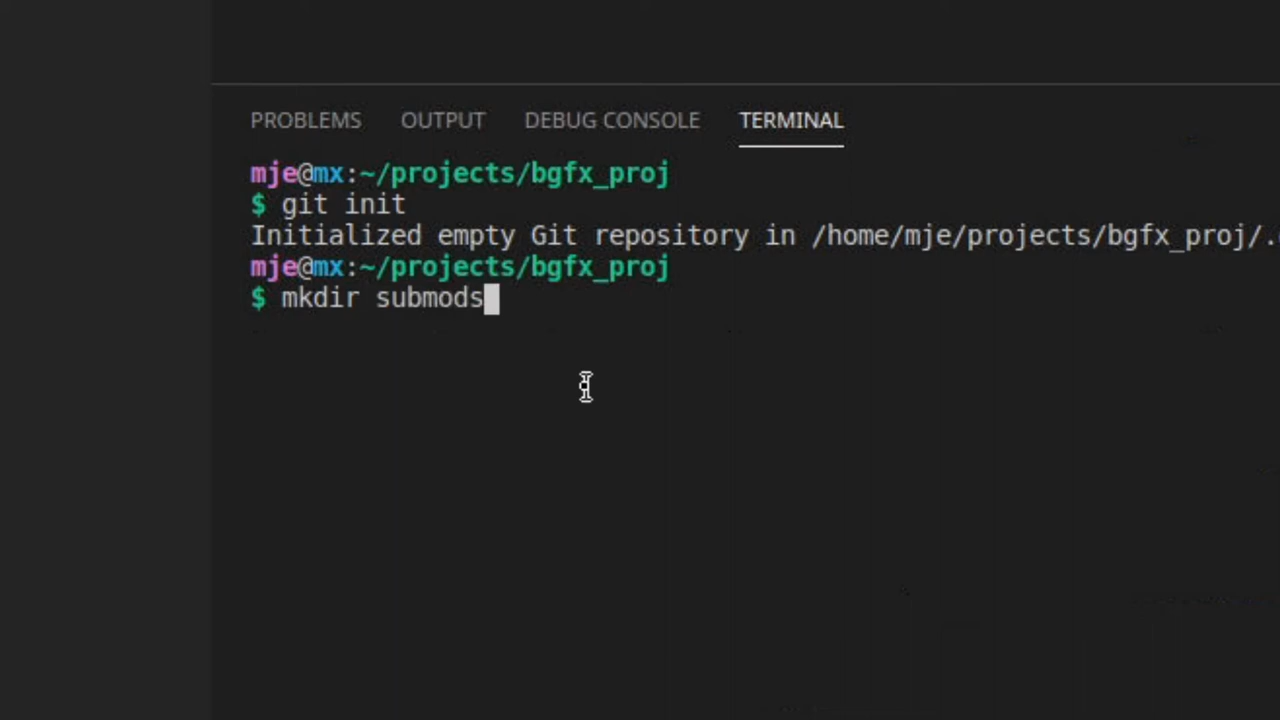 PROBLEMS OUTPUT DEBUG CONSOLE TERMINAL
mje@mx:~/projects/bgfx_proj
$ git init
Initialized empty Git repository in /home/mje/projects/bgfx_proj/.
mje@mx:~/projects/bgfx_proj
$ mkdir submods